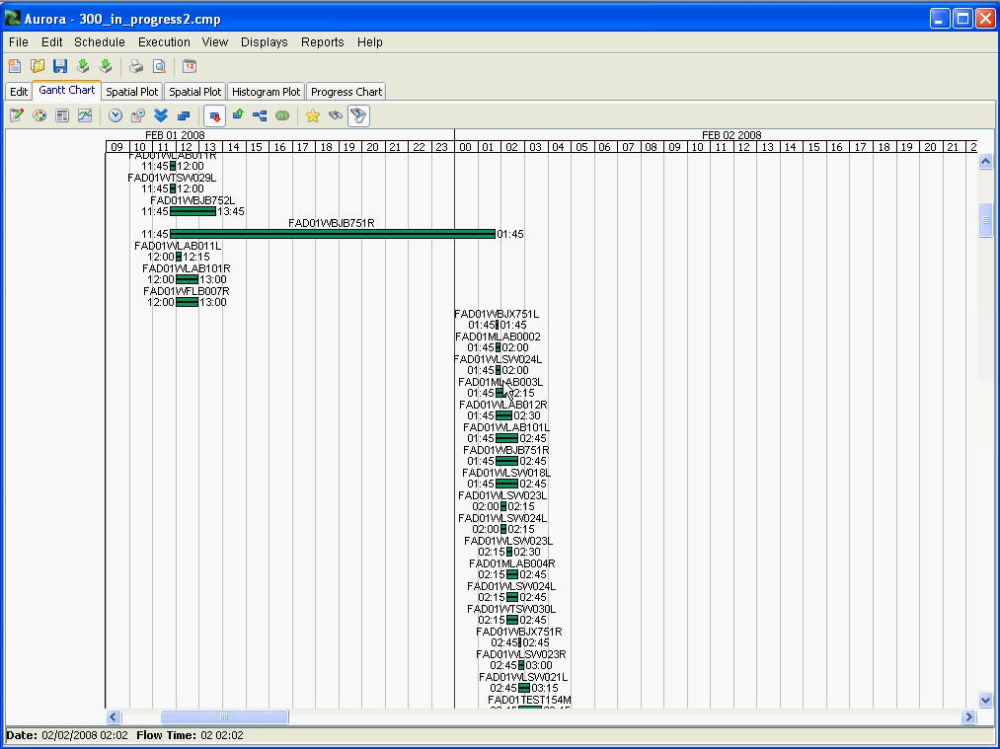 Aurora - 300_in_progress2.cmp
File Edit Schedule Execution View Displays Reports Help
12
Edit Gantt Chart Spatial Plot Spatial Plot Histogram Plot Progress Chart
FEB 01 2008 FEB 02 2008
09 10 11 12 13 14 15 16 17 18 19 20 21 22 23 00 01 02 03 04 05 06 07 08 09 10 11 12 13 14 15 16 17 18 19 20 21 2
FAD01WLAB011R
11:45 12:00
FAD01WTSW029L
11:45 12:00
FAD01WBJB752L
11:45 13:45
FAD01WBJB751R
11:45 01:45
FAD01WLAB011L
12:00 12:15
FAD01WLAB101R
12:00 13:00
FAD01WFLB007R
12:00 13:00
FAD01WBJX751L
01:45 01:45
FAD01MLAB0002
01:45 02:00
FAD01WLSW024L
01:45 02:00
FAD01MLAB003L
01:45 02:15
FAD01WLAB012R
01:45 02:30
FAD01WLAB101L
01:45 02:45
FAD01WBJB751R
01:45 02:45
FAD01WLSW018L
01:45 02:45
FAD01WLSW023L
02:00 02:15
FAD01WLSW024L
02:00 02:15
FAD01WLSW023L
02:15 02:30
FAD01MLAB004R
02:15 02:45
FAD01WLSW024L
02:15 02:45
FAD01WTSW030L
02:15 02:45
FAD01WBJX751R
02:45 02:45
FAD01WLSW023R
02:45 03:00
FAD01WLSW021L
02:45 03:15
FAD01TEST154M
Date: 02/02/2008 02:02 Flow Time: 02 02:02